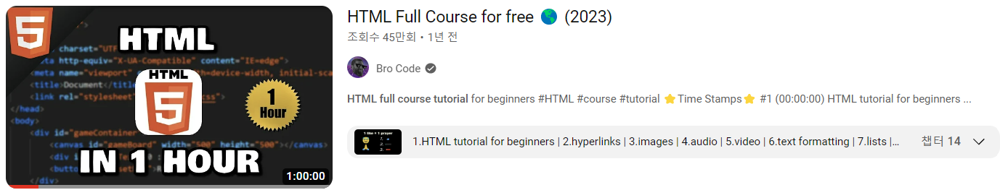 HTML Full Course for free 🌎 (2023)
조회수 45만회 • 1년 전
Bro Code
HTML full course tutorial for beginners #HTML #course #tutorial ⭐Time Stamps⭐ #1 (00:00:00) HTML tutorial for beginners ...
1.HTML tutorial for beginners | 2.hyperlinks | 3.images | 4.audio | 5.video | 6.text formatting | 7.lists |...
챕터 14
1 like = 1 prayer
HTML
charset="UTF
meta http-equiv="X-UA-Compatible" content="IE=edge">
<meta name="viewport"
=device-width, initial-sca
<title>Document</title>
HTML
5
<link rel="stylesheet"
css">
1
Hour
</head>
<body>
<div id="gameContainer
<canvas id="gameBoard" width="500" height="500"></canvas>
<div
IN 1 HOUR
</div>
1:00:00